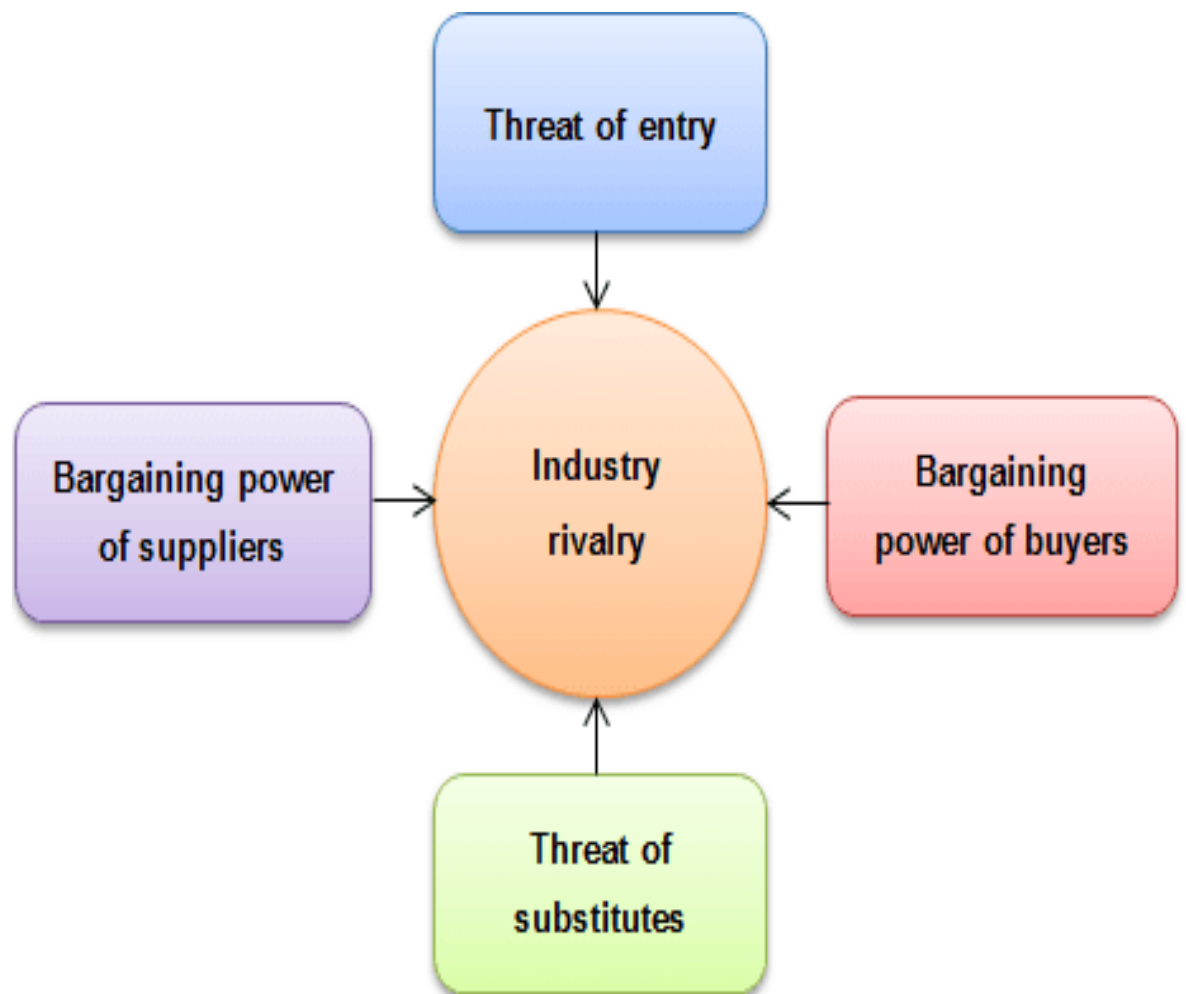 Threat of entry
Bargaining power
of suppliers
Industry
rivalry
Bargaining
power of buyers
Threat of
substitutes